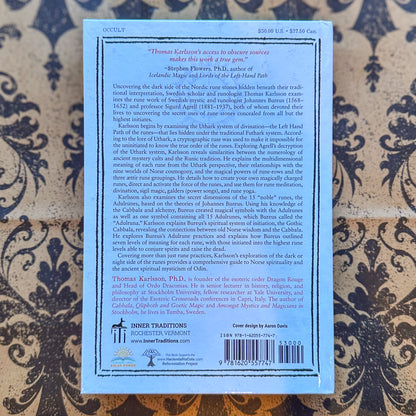 OCCULT
$30.00 U.S. • $37.50 Can.
"Thomas Karlsson's access to obscure sources
makes this work a true gem."
—Stephen Flowers, Ph.D., author of
Icelandic Magic and Lords of the Left-Hand Path
Uncovering the dark side of the Nordic rune stones hidden beneath their traditional
interpretation, Swedish scholar and runologist Thomas Karlsson
examines the rune work of Swedish mystic and runologist Johannes Bureus (1568–
1652) and professor Sigurd Agrell (1881–1937), both of whom devoted their
lives to uncovering the secret uses of rune stones concealed from all but the
highest initiates.
Karlsson begins by examining the Uthark system of divination—the Left Hand
Path of the runes—that lies hidden under the traditional Futhark system. According
to the lore of Uthark, a cryptographic rune was used to make it impossible for
the uninitiated to know the true order of the runes. Exploring Agrell's decryption
of the Uthark system, Karlsson reveals similarities between the numerology of
ancient mystery cults and the Runic tradition. He explains the multidimensional
meaning of each rune from the Uthark perspective, their relationships with the
nine worlds of Norse cosmogony, and the magical powers of rune-rows and the
three aettir rune groupings. He details how to create your own magically charged
runes, direct and activate the force of the runes, and use them for rune meditation,
divination, sigil magic, galders (power songs), and rune yoga.
Karlsson also examines the secret dimensions of the 15 "noble" runes, the
Adulrunes, based on the theories of Johannes Bureus. Using his knowledge of
the Cabbala and alchemy, Bureus created magical symbols with the Adulrunes
as well as one symbol containing all 15 Adulrunes, which Bureus called the
"Adulruna." Karlsson explains Bureus's spiritual system of initiation, the Gothic
Cabbala, revealing the connections between old Norse wisdom and the Cabbala.
He explores Bureus's Adulrune practices and explains how Bureus outlined
seven levels of meaning for each rune, with those initiated into the highest rune
levels able to conjure spirits and raise the dead.
Covering more than just rune practices, Karlsson's exploration of the dark or
night side of the runes provides a comprehensive guide to Norse spirituality and
the ancient spiritual mysticism of Odin.
Thomas Karlsson, Ph.D., is founder of the esoteric order Dragon Rouge
and Head of Ordo Draconian. He is senior lecturer in history, religion, and
philosophy at Stockholm University, fellow researcher at Yale University, and
director of the Esoteric Crossroads conferences in Capri, Italy. The author of
Cabbala, Qliphoth and Goetic Magic and Amongst Mystics and Magicians in
Stockholm, he lives in Tumba, Sweden.
INNER TRADITIONS
ROCHESTER, VERMONT
www.InnerTraditions.com
Cover design by Aaron Davis
ISBN 978-1-62055-774-7
53000
9 781620 557747